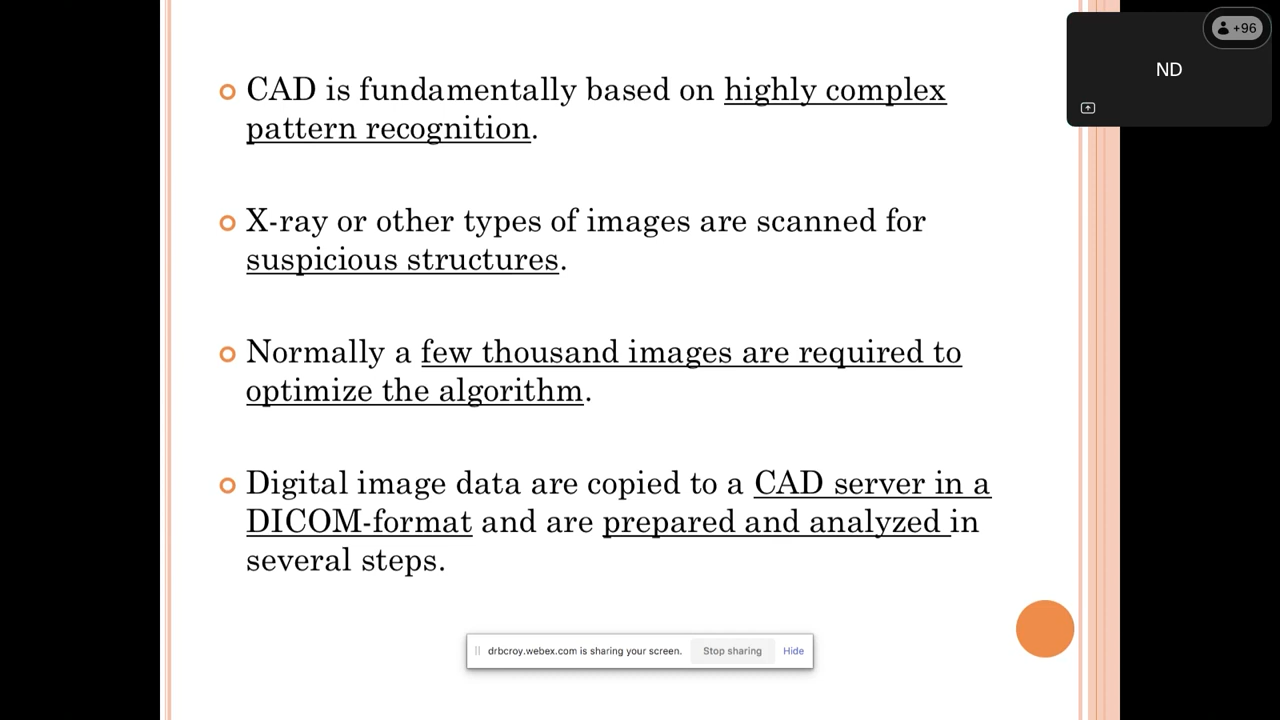 CAD is fundamentally based on highly complex
pattern recognition.
X-ray or other types of images are scanned for
suspicious structures.
Normally a few thousand images are required to
optimize the algorithm.
Digital image data are copied to a CAD server in a
DICOM-format and are prepared and analyzed in
several steps.
+96
ND
drbcroy.webex.com is sharing your screen. Stop sharing Hide